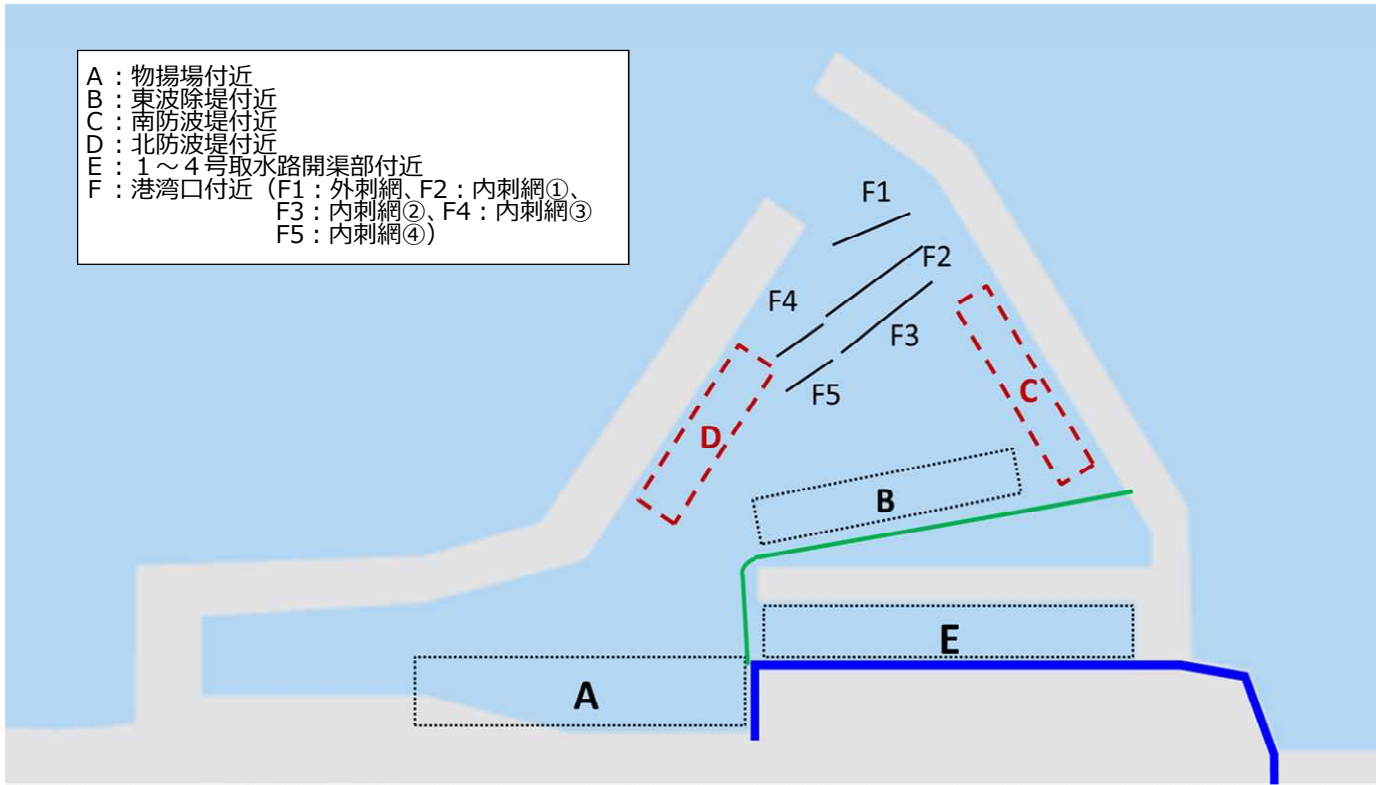 A：物揚場付近
B：東波除堤付近
C：南防波堤付近
D：北防波堤付近
E：１～４号取水路開渠部付近
F：港湾口付近（F1：外刺網、F2：内刺網①、
F3：内刺網②、F4：内刺網③
F5：内刺網④）
F1
F2
F4
F3
F5
C
D
B
E
A